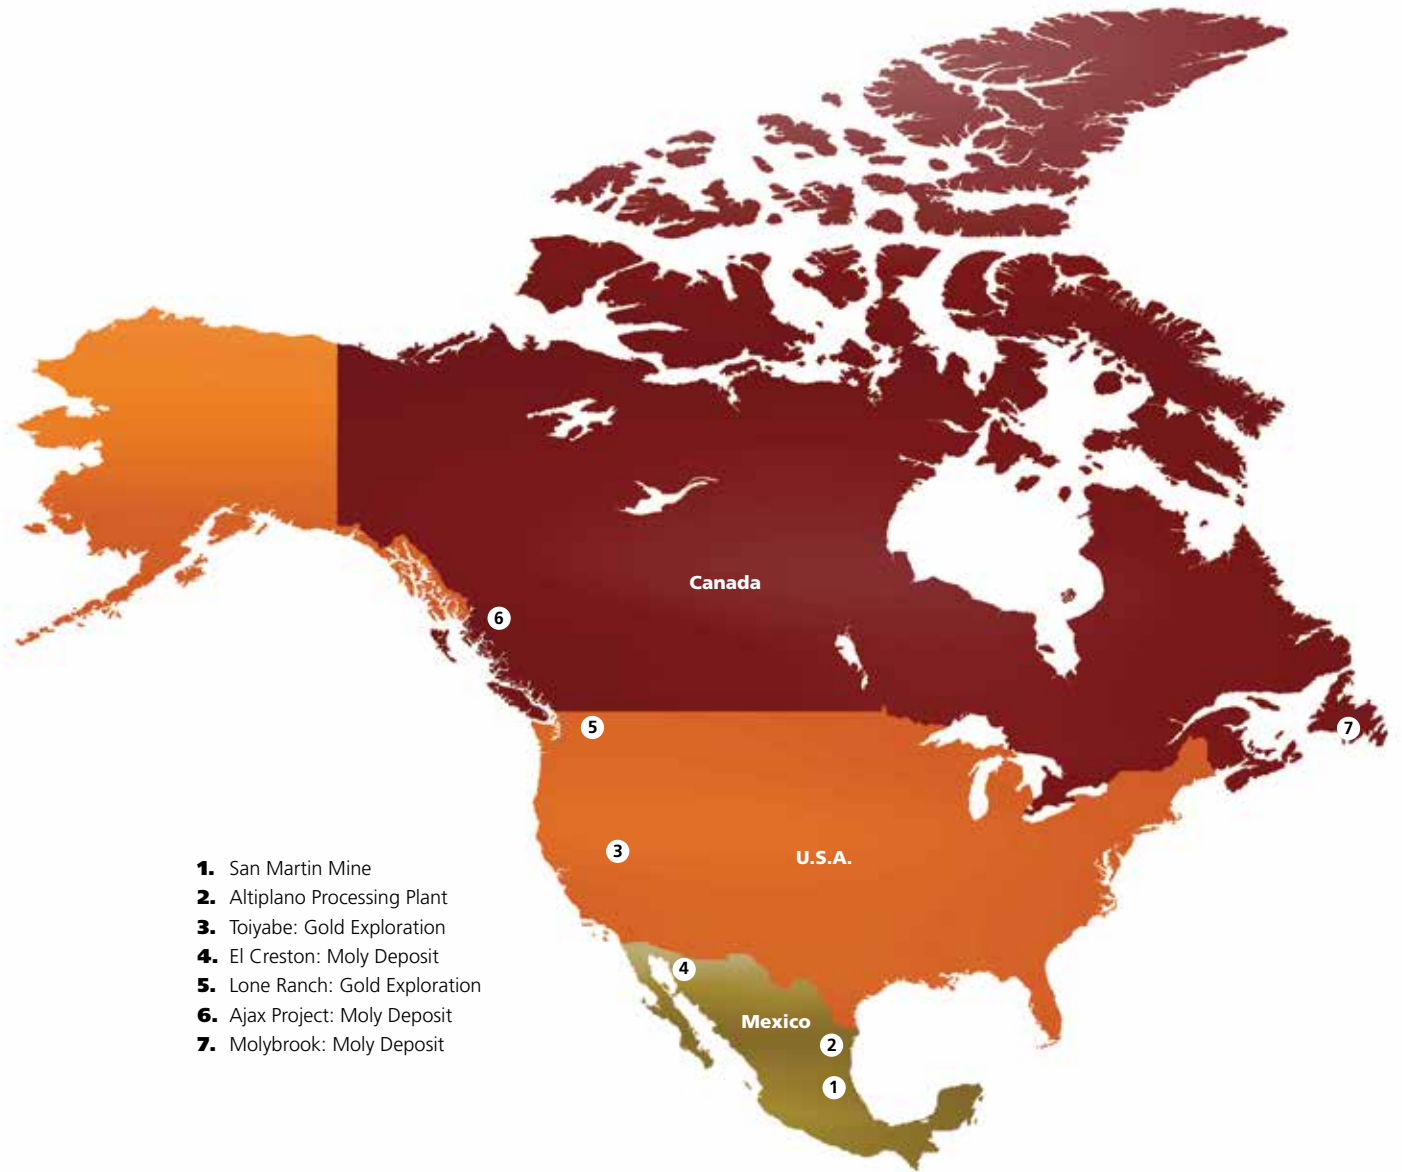 Canada
6
5
7
3
U.S.A.
1. San Martin Mine
2. Altiplano Processing Plant
3. Toiyabe: Gold Exploration
4. El Creston: Moly Deposit
5. Lone Ranch: Gold Exploration
6. Ajax Project: Moly Deposit
7. Molybrook: Moly Deposit
4
Mexico
2
1